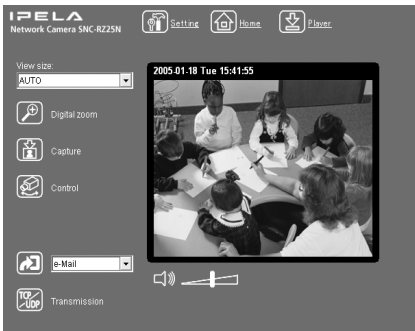 IPELA
Network Camera SNC-RZ25N
Setting
Home
Player
View size:
AUTO
2005-01-18 Tue 15:41:55
Digital zoom
Capture
Control
e-Mail
TCP/UDP
Transmission